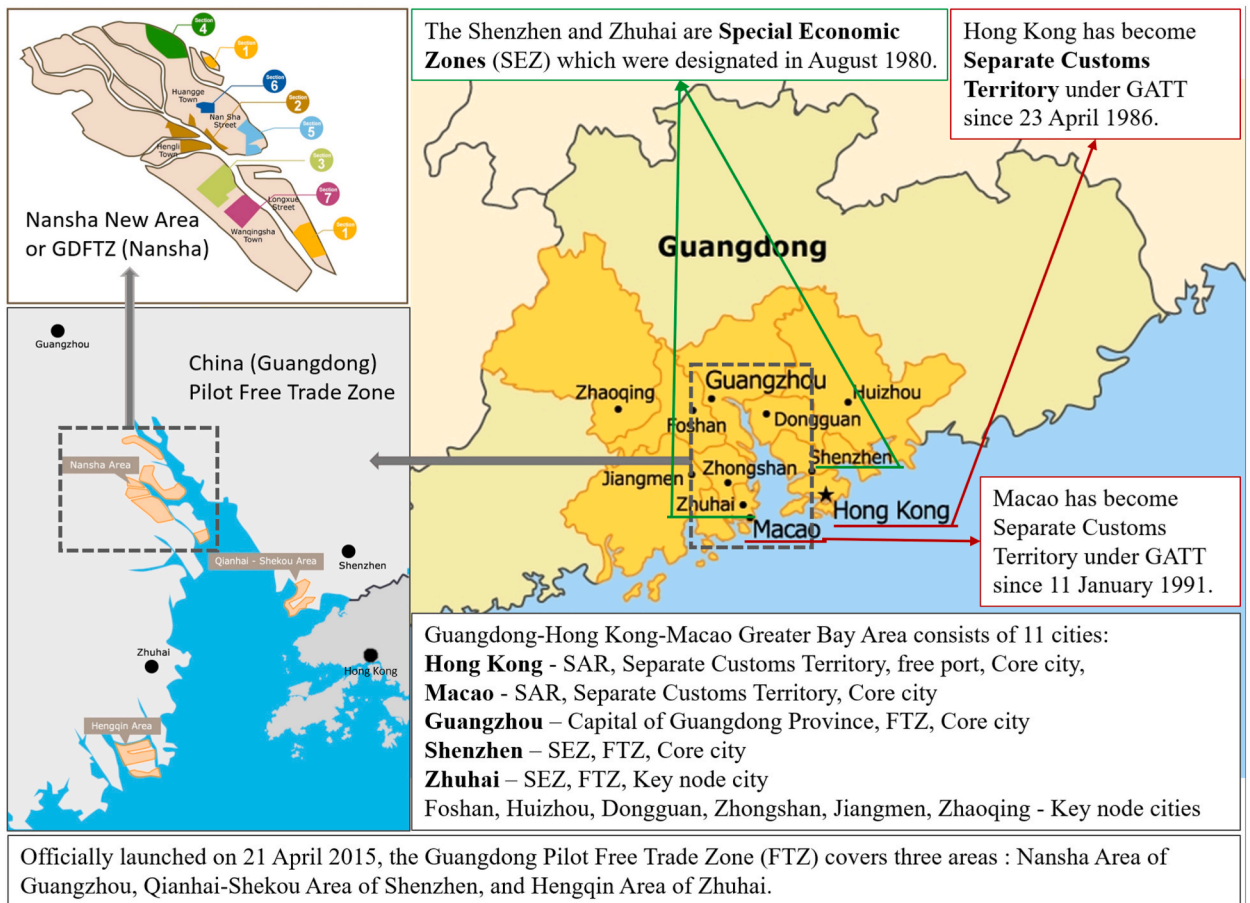 Section
4
Section
1
Huangge
Town
Section
6
Section
2
Nan Sha
Street
Section
5
Hengli
Town
Section
3
Section
7
Longxue
Street
Wanqingsha
Town
Section
1
Nansha New Area
or GDFTZ (Nansha)
The Shenzhen and Zhuhai are Special Economic
Zones (SEZ) which were designated in August 1980.
Hong Kong has become
Separate Customs
Territory under GATT
since 23 April 1986.
Guangdong
Zhaoqing
Guangzhou
Huizhou
Foshan
Dongguan
Shenzhen
Jiangmen
Zhongshan
Zhuhai
Hong Kong
Macao
Macao has become
Separate Customs
Territory under GATT
since 11 January 1991.
Guangzhou
China (Guangdong)
Pilot Free Trade Zone
Nansha Area
Qianhai - Shekou Area
Shenzhen
Zhuhai
Hong Kong
Hengqin Area
Guangdong-Hong Kong-Macao Greater Bay Area consists of 11 cities:
Hong Kong - SAR, Separate Customs Territory, free port, Core city,
Macao - SAR, Separate Customs Territory, Core city
Guangzhou – Capital of Guangdong Province, FTZ, Core city
Shenzhen – SEZ, FTZ, Core city
Zhuhai – SEZ, FTZ, Key node city
Foshan, Huizhou, Dongguan, Zhongshan, Jiangmen, Zhaoqing - Key node cities
Officially launched on 21 April 2015, the Guangdong Pilot Free Trade Zone (FTZ) covers three areas : Nansha Area of
Guangzhou, Qianhai-Shekou Area of Shenzhen, and Hengqin Area of Zhuhai.